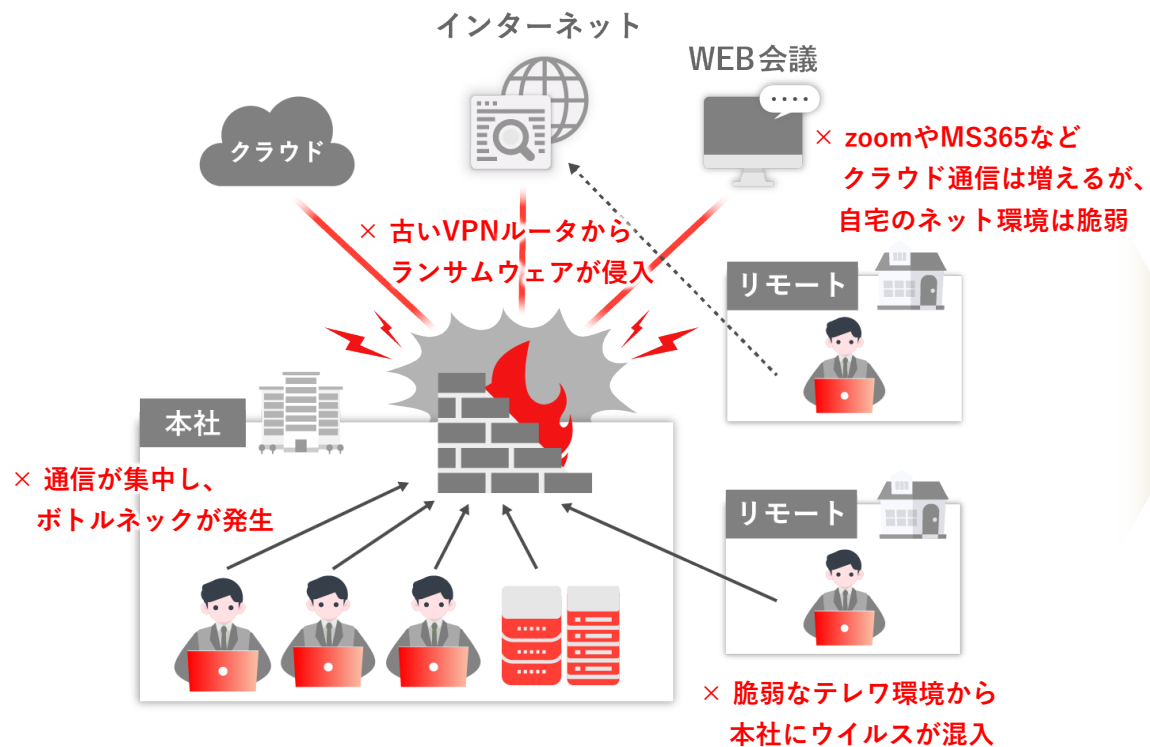 インターネット
WEB会議
クラウド
× zoomやMS365など
クラウド通信は増えるが、
自宅のネット環境は脆弱
× 古いVPNルータから
ランサムウェアが侵入
リモート
本社
× 通信が集中し、
ボトルネックが発生
リモート
× 脆弱なテレワ環境から
本社にウイルスが混入